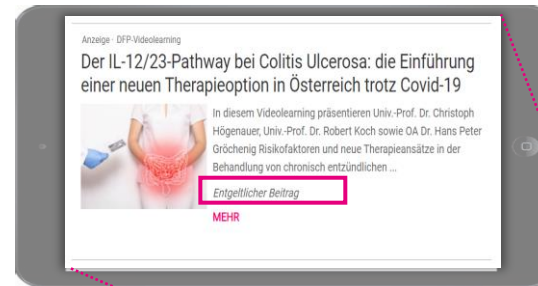 Anzeige · DFP-Videolearning
Der IL-12/23-Pathway bei Colitis Ulcerosa: die Einführung
einer neuen Therapieoption in Österreich trotz Covid-19
In diesem Videolearning präsentieren Univ.-Prof. Dr. Christoph
Högenauer, Univ.-Prof. Dr. Robert Koch sowie OA Dr. Hans Peter
Gröchenig Risikofaktoren und neue Therapieansätze in der
Behandlung von chronisch entzündlichen ...
Entgeltlicher Beitrag
MEHR